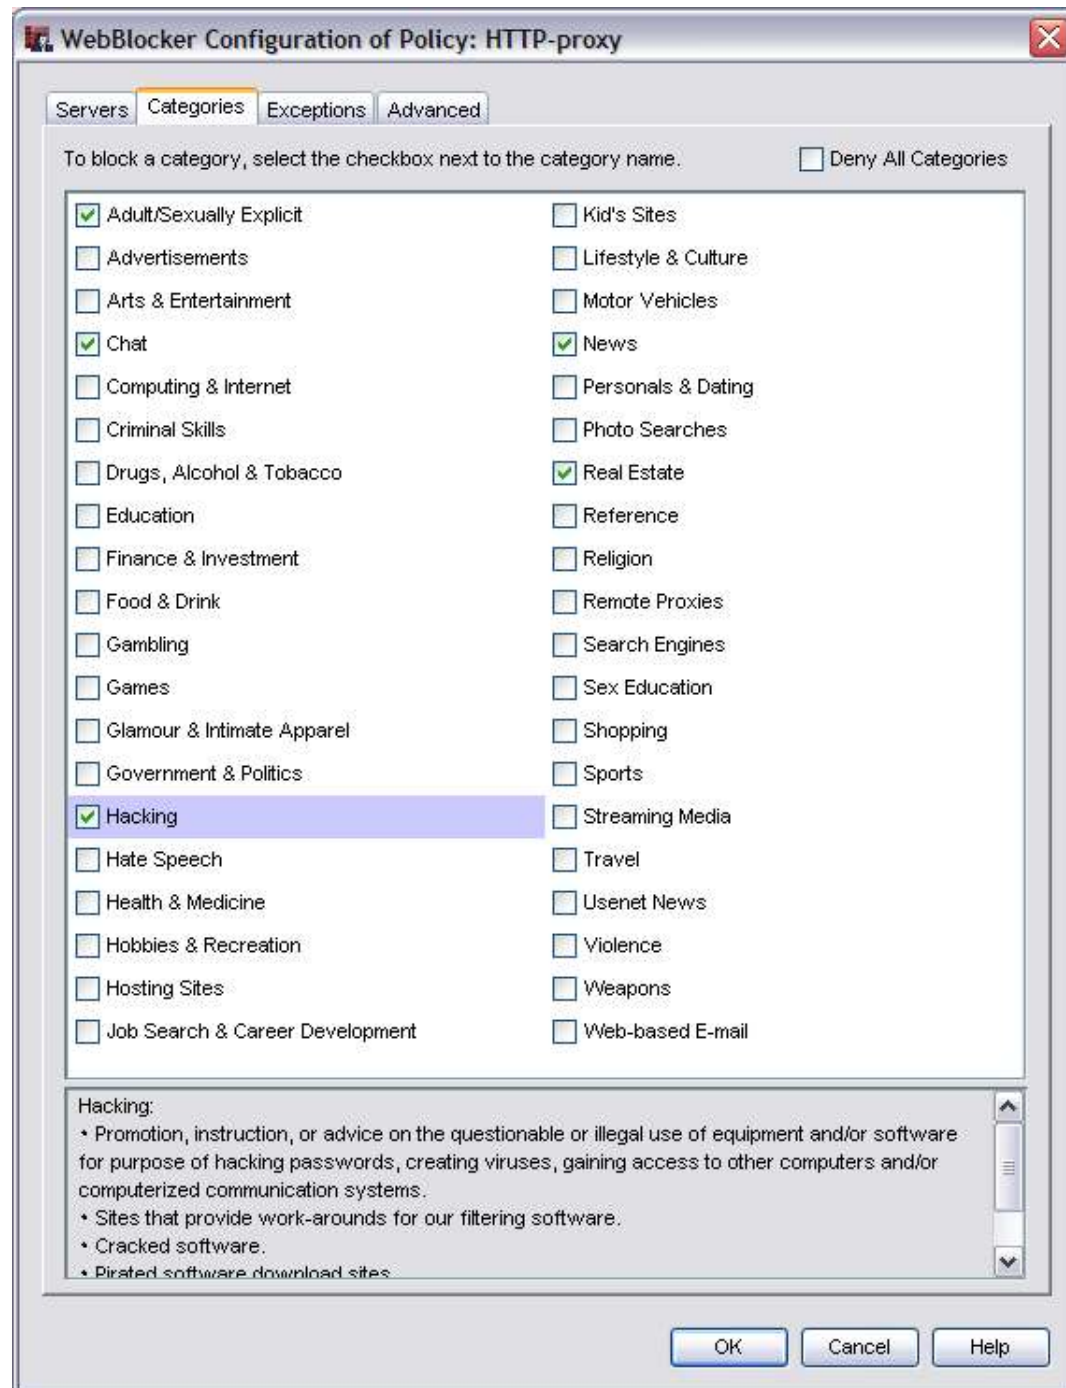 WebBlocker Configuration of Policy: HTTP-proxy
Servers Categories Exceptions Advanced
To block a category, select the checkbox next to the category name. Deny All Categories
Adult/Sexually Explicit
Advertisements
Arts & Entertainment
Chat
Computing & Internet
Criminal Skills
Drugs, Alcohol & Tobacco
Education
Finance & Investment
Food & Drink
Gambling
Games
Glamour & Intimate Apparel
Government & Politics
Hacking
Hate Speech
Health & Medicine
Hobbies & Recreation
Hosting Sites
Job Search & Career Development
Kid's Sites
Lifestyle & Culture
Motor Vehicles
News
Personals & Dating
Photo Searches
Real Estate
Reference
Religion
Remote Proxies
Search Engines
Sex Education
Shopping
Sports
Streaming Media
Travel
Usenet News
Violence
Weapons
Web-based E-mail
Hacking:
• Promotion, instruction, or advice on the questionable or illegal use of equipment and/or software
for purpose of hacking passwords, creating viruses, gaining access to other computers and/or
computerized communication systems.
• Sites that provide work-arounds for our filtering software.
• Cracked software.
• Pirated software download sites
OK Cancel Help